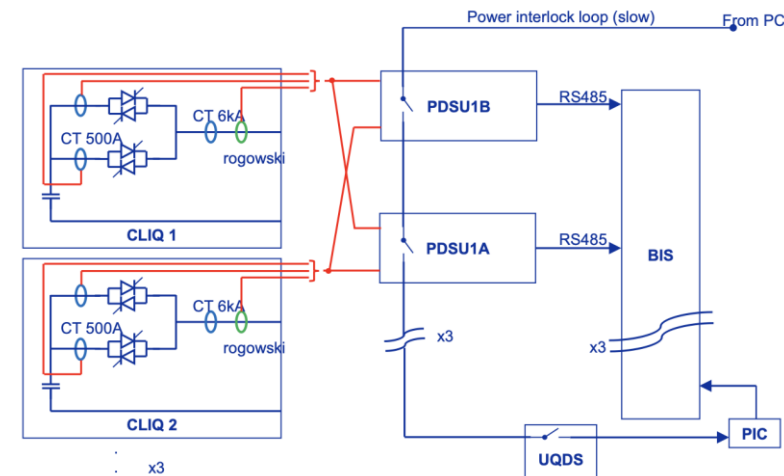 Power interlock loop (slow)
From PC
CT 6kA
PDSU1B
RS485
CT 500A
rogowski
CLIQ 1
PDSU1A
RS485
BIS
CT 6kA
CT 500A
rogowski
x3
x3
CLIQ 2
PIC
UQDS
:
x3